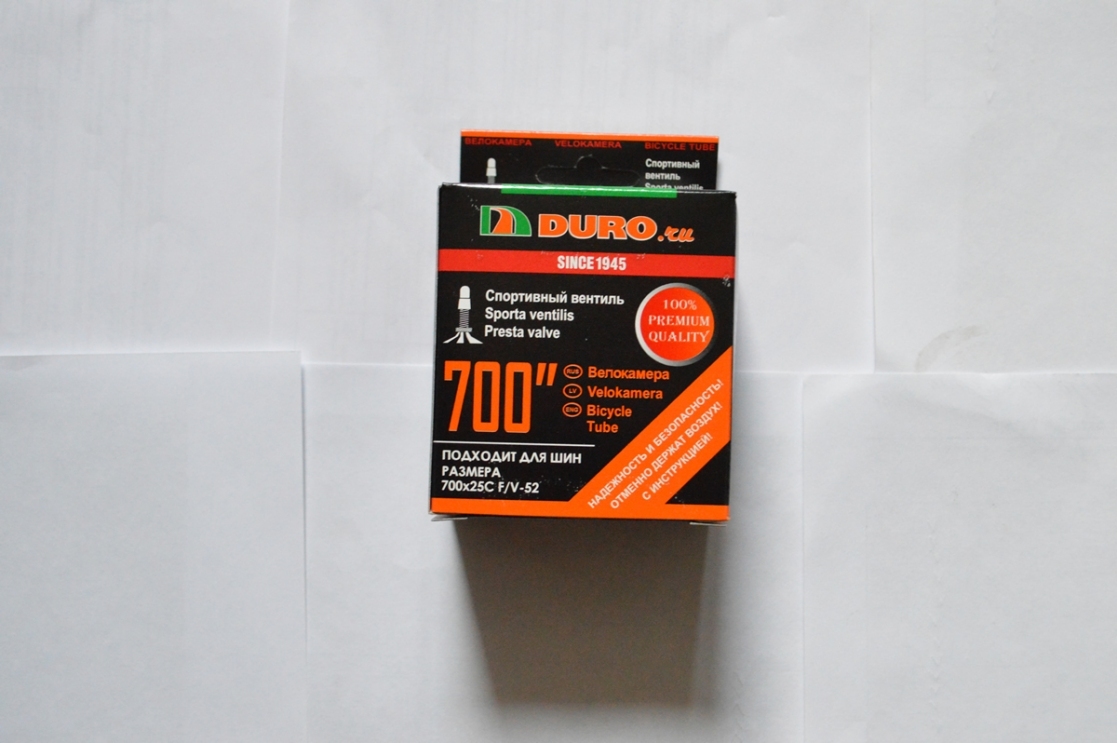 ВЕЛОКАМЕРА VELOKAMERA BICYCLE TUBE
Спортивный
вентиль
Sporta ventilis
DURO.ru
SINCE 1945
Спортивный вентиль
Sporta ventilis
Presta valve
100%
PREMIUM
QUALITY
700"
RUS Велокамера
LV Velokamera
ENG Bicycle
Tube
ПОДХОДИТ ДЛЯ ШИН
РАЗМЕРА
700x25C F/V-52
НАДЕЖНОСТЬ И БЕЗОПАСНОСТЬ!
ОТМЕННО ДЕРЖАТ ВОЗДУХ!
С ИНСТРУКЦИЕЙ!